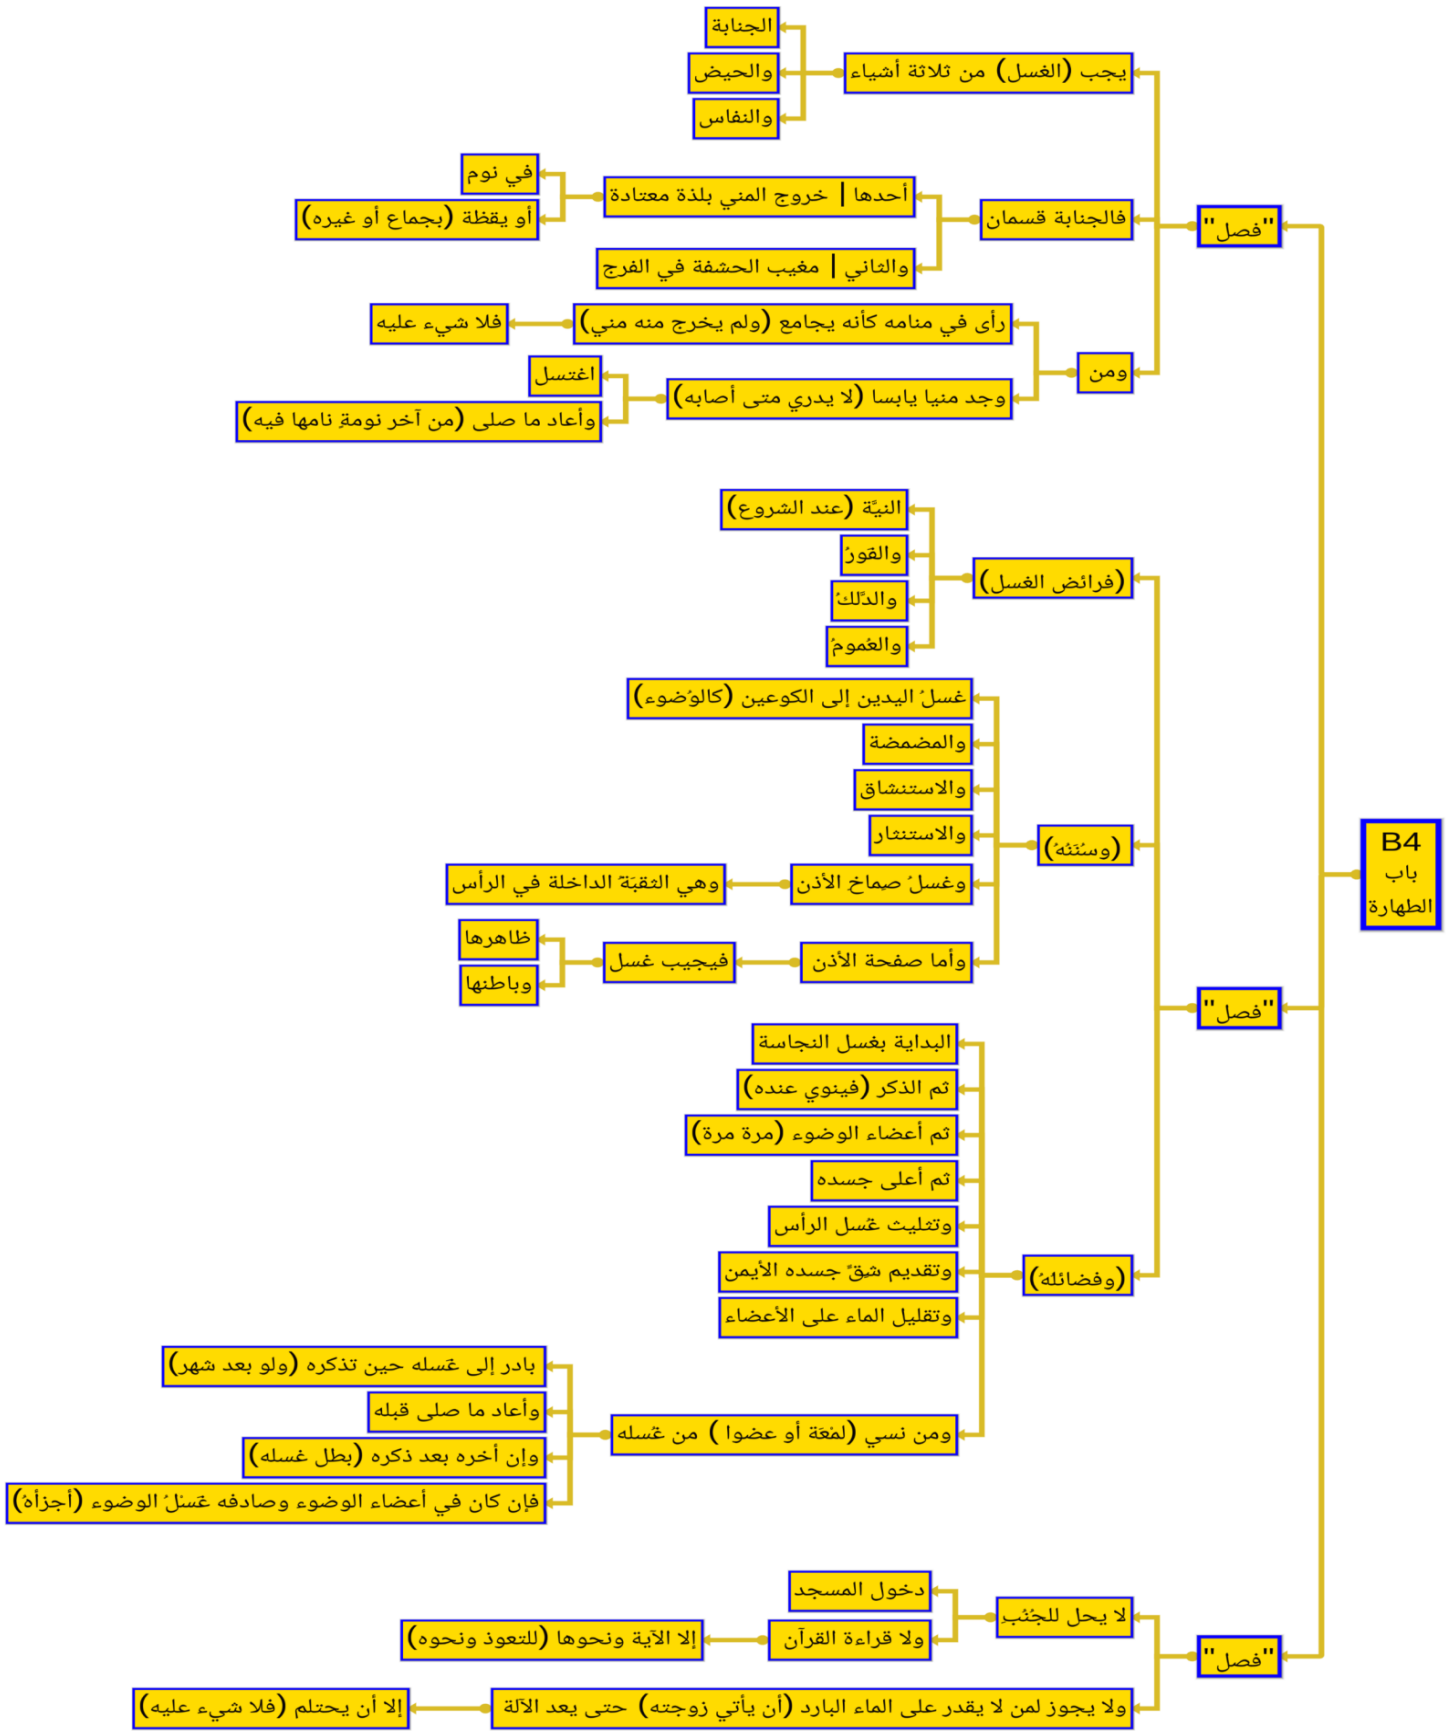 B4
باب
الطهارة
"فصل"
يجب (الغسل) من ثلاثة أشياء
الجنابة
والحيض
والنفاس
فالجنابة قسمان
أحدها | خروج المني بلذة معتادة
في نوم
أو يقظة (بجماع أو غيره)
والثاني | مغيب الحشفة في الفرج
ومن
رأى في منامه كأنه يجامع (ولم يخرج منه مني)
فلا شيء عليه
وجد منيا يابسا (لا يدري متى أصابه)
اغتسل
وأعاد ما صلى (من آخر نومةٍ نامها فيه)
"فصل"
(فرائض الغسل)
النيَّة (عند الشروع)
والفَورُ
والدَّلكُ
والعُمومُ
(وسُنَنُهُ)
غسلُ اليدين إلى الكوعين (كالوُضوء)
والمضمضة
والاستنشاق
والاستنثار
وغسلُ صِماخِ الأذن
وهي الثقبَةُ الداخلة في الرأس
وأما صفحة الأذن
فيجيب غسل
ظاهرها
وباطنها
(وفضائلُهُ)
البداية بغسل النجاسة
ثم الذكر (فينوي عنده)
ثم أعضاء الوضوء (مرة مرة)
ثم أعلى جسده
وتثليث غَسل الرأس
وتقديم شِقِّ جسده الأيمن
وتقليل الماء على الأعضاء
ومن نسي (لمْعَة أو عضوا ) من غُسله
بادر إلى غَسله حين تذكره (ولو بعد شهر)
وأعاد ما صلى قبله
وإن أخره بعد ذكره (بطل غسله)
فإن كان في أعضاء الوضوء وصادفه غَسْلُ الوضوء (أجزأهُ)
"فصل"
لا يحل للجُنُبِ
دخول المسجد
ولا قراءة القرآن
إلا الآية ونحوها (للتعوذ ونحوه)
ولا يجوز لمن لا يقدر على الماء البارد (أن يأتي زوجته) حتى يعد الآلة
إلا أن يحتلم (فلا شيء عليه)